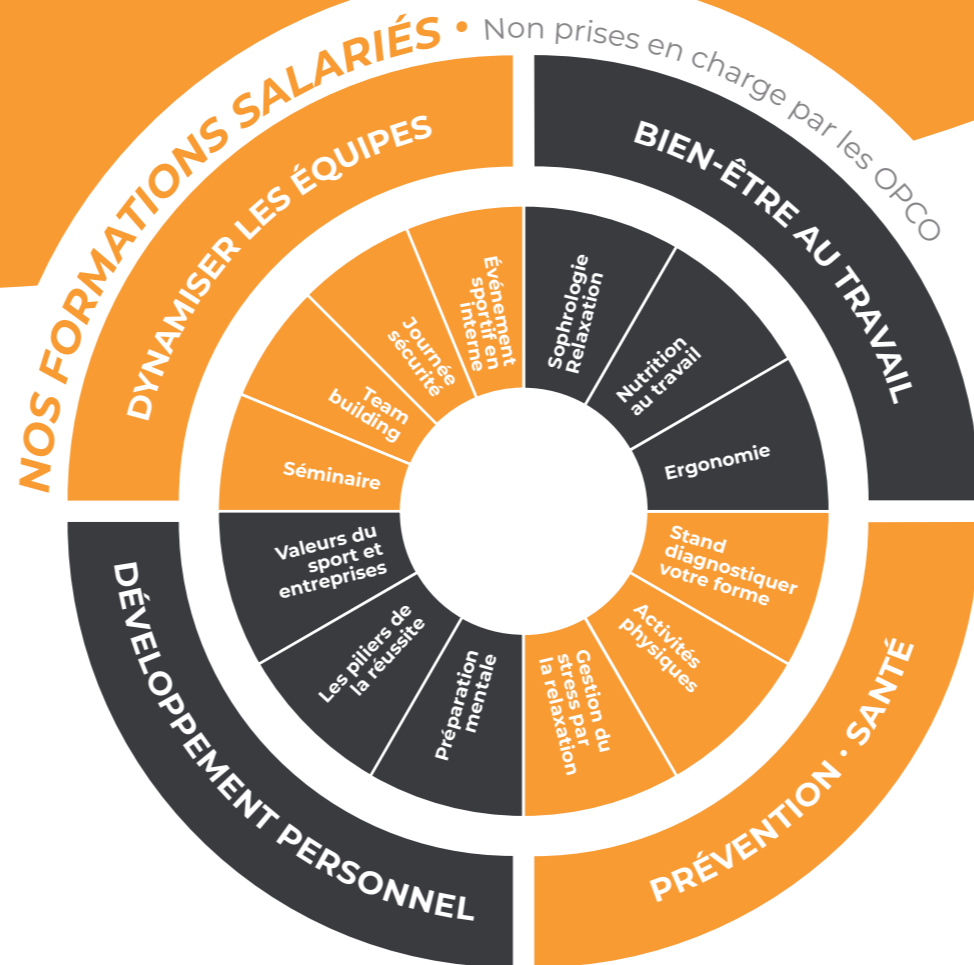 NOS FORMATIONS SALARIÉS • Non prises en charge par les OPCO
DYNAMISER LES ÉQUIPES
Séminaire
Team
building
Journée
sécurité
Événement
sportif en
interne
BIEN-ÊTRE AU TRAVAIL
Sophrologie
Relaxation
Nutrition
au travail
Ergonomie
PRÉVENTION · SANTÉ
Stand
diagnostiquer
votre forme
Activités
physiques
Gestion du
stress par
la relaxation
DÉVELOPPEMENT PERSONNEL
Préparation
mentale
Les piliers de
la réussite
Valeurs du
sport et
entreprises